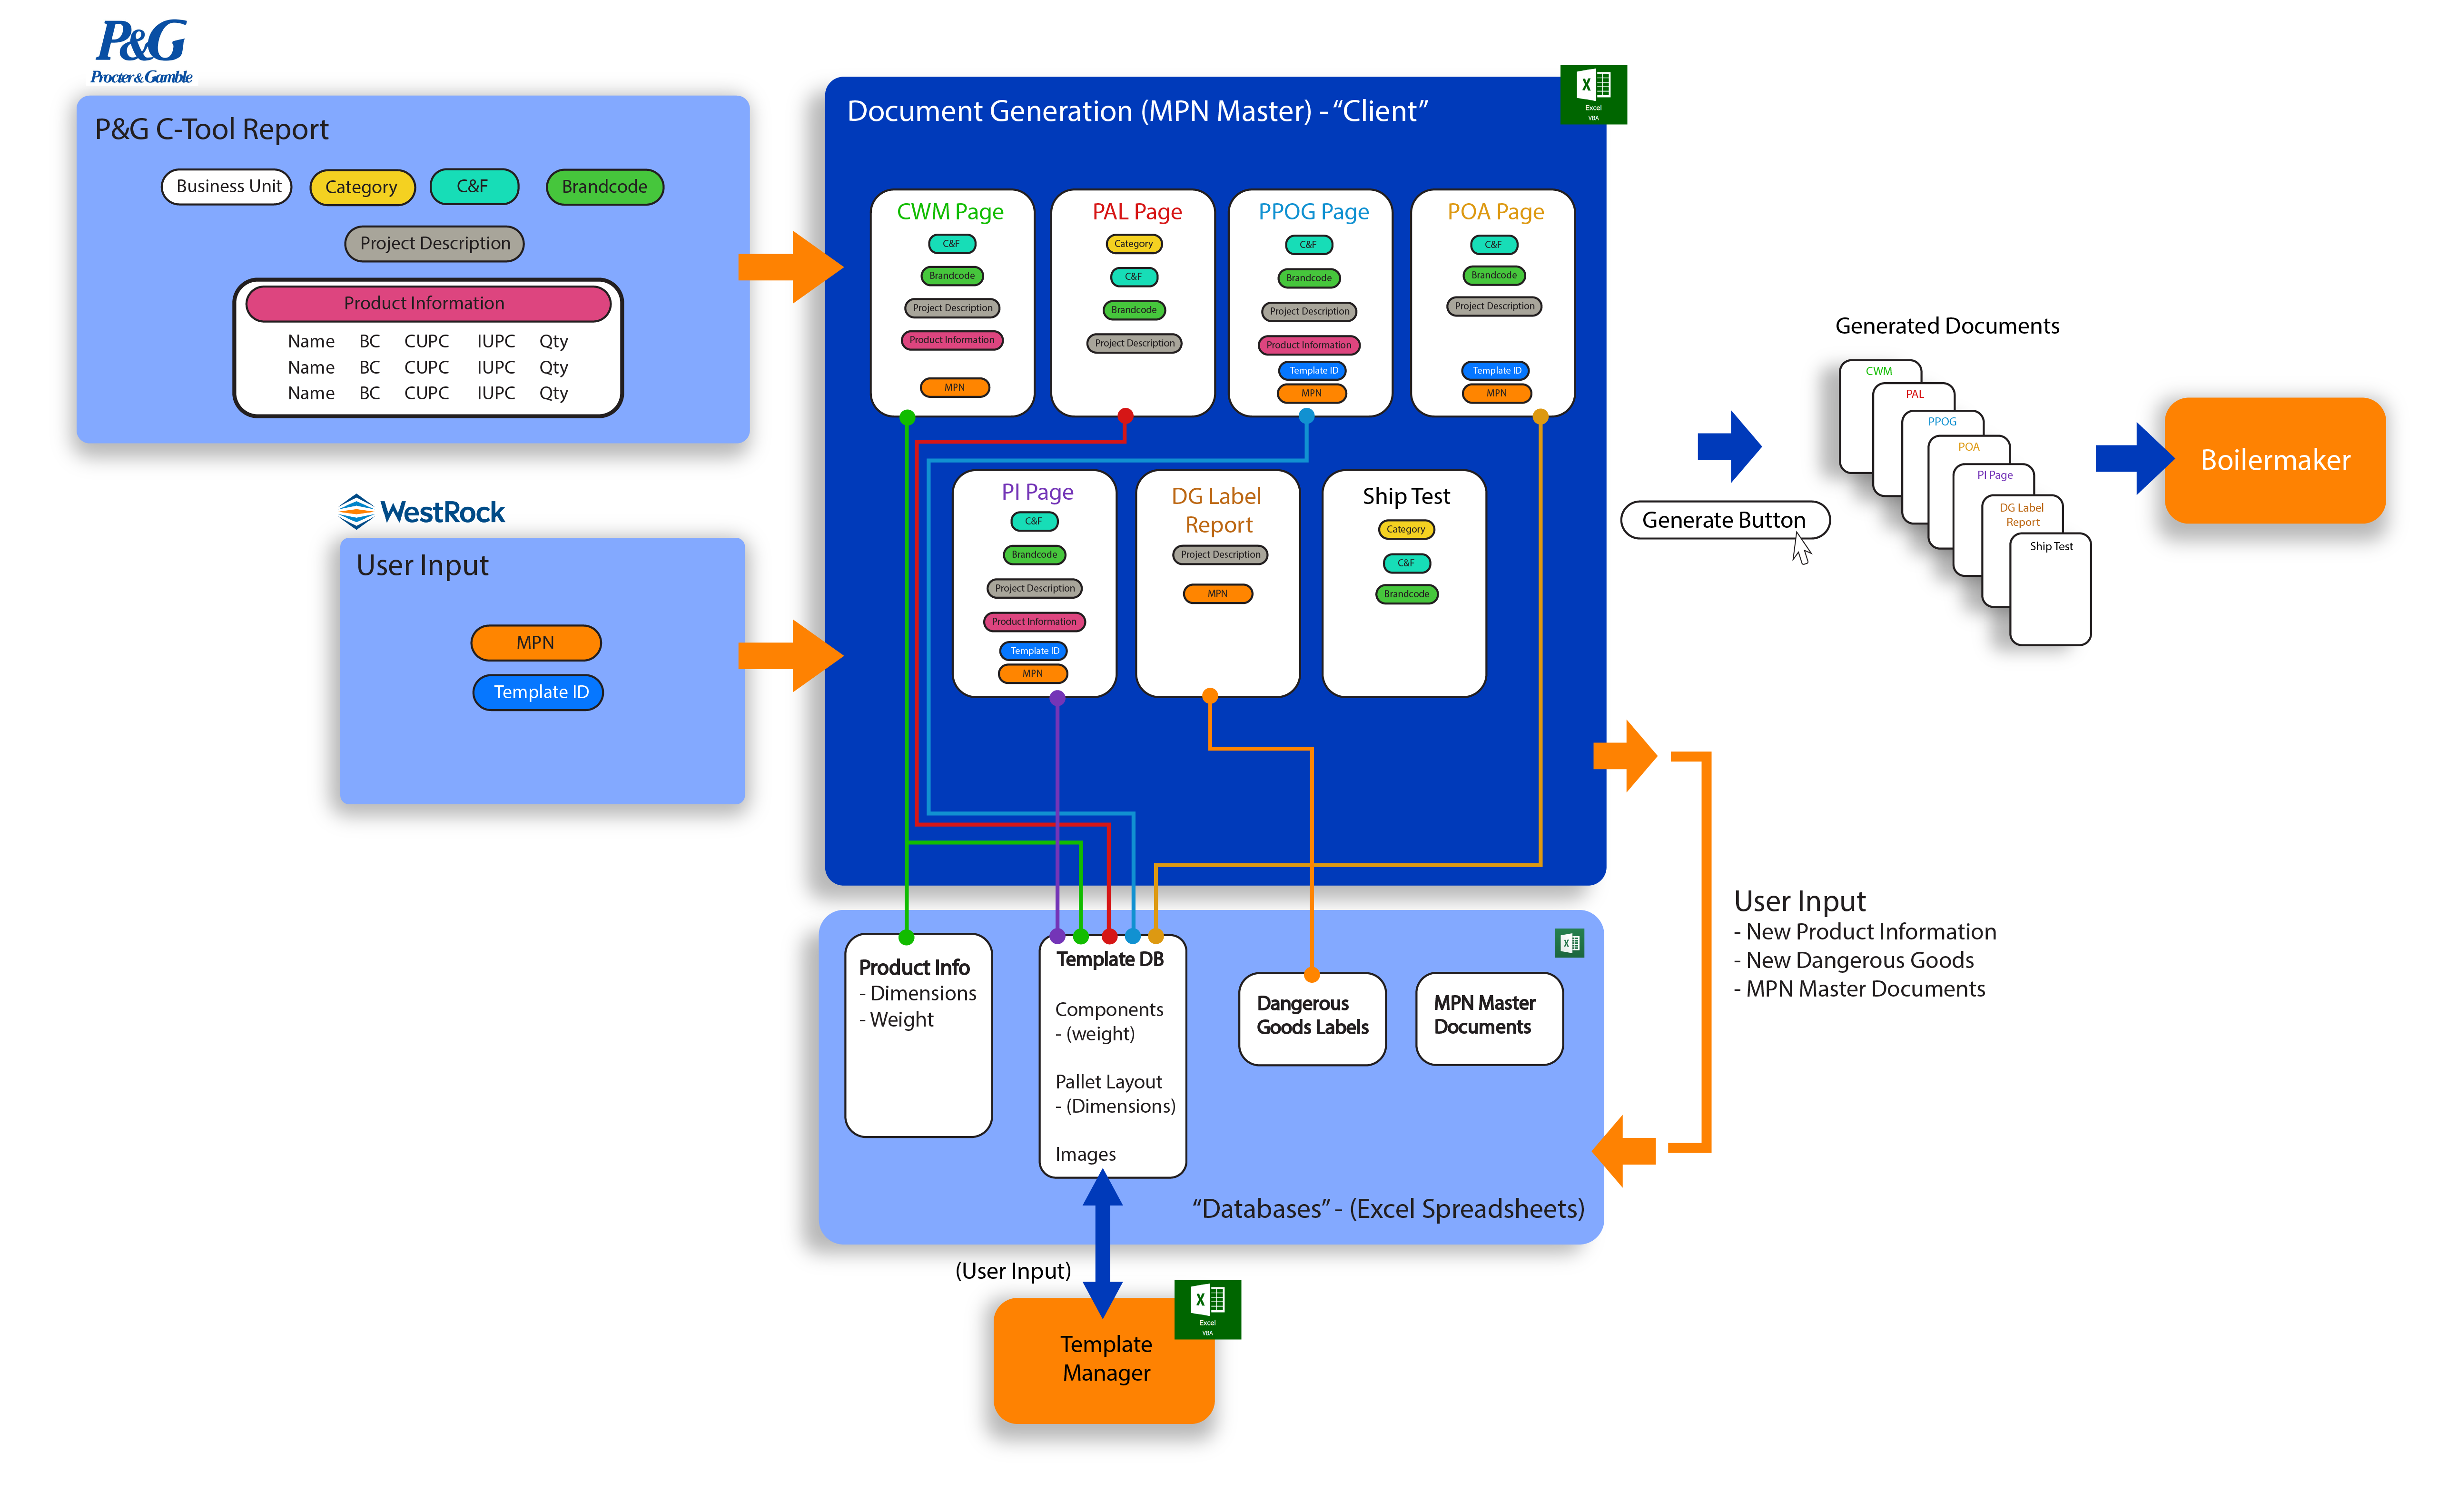 P&G
Procter & Gamble
P&G C-Tool Report
Business Unit
Category
C&F
Brandcode
Project Description
Product Information
Name BC CUPC IUPC Qty
Name BC CUPC IUPC Qty
Name BC CUPC IUPC Qty
WestRock
User Input
MPN
Template ID
Document Generation (MPN Master) - “Client”
X
Excel
VBA
CWM Page
C&F
Brandcode
Project Description
Product Information
MPN
PAL Page
Category
C&F
Brandcode
Project Description
PPOG Page
C&F
Brandcode
Project Description
Product Information
Template ID
MPN
POA Page
C&F
Brandcode
Project Description
Template ID
MPN
PI Page
C&F
Brandcode
Project Description
Product Information
Template ID
MPN
DG Label
Report
Project Description
MPN
Ship Test
Category
C&F
Brandcode
Generate Button
Generated Documents
CWM
PAL
PPOG
POA
PI Page
DG Label
Report
Ship Test
Boilermaker
User Input
- New Product Information
- New Dangerous Goods
- MPN Master Documents
X
Product Info
- Dimensions
- Weight
Template DB
Components
- (weight)
Pallet Layout
- (Dimensions)
Images
Dangerous
Goods Labels
MPN Master
Documents
“Databases” - (Excel Spreadsheets)
(User Input)
X
Excel
VBA
Template
Manager